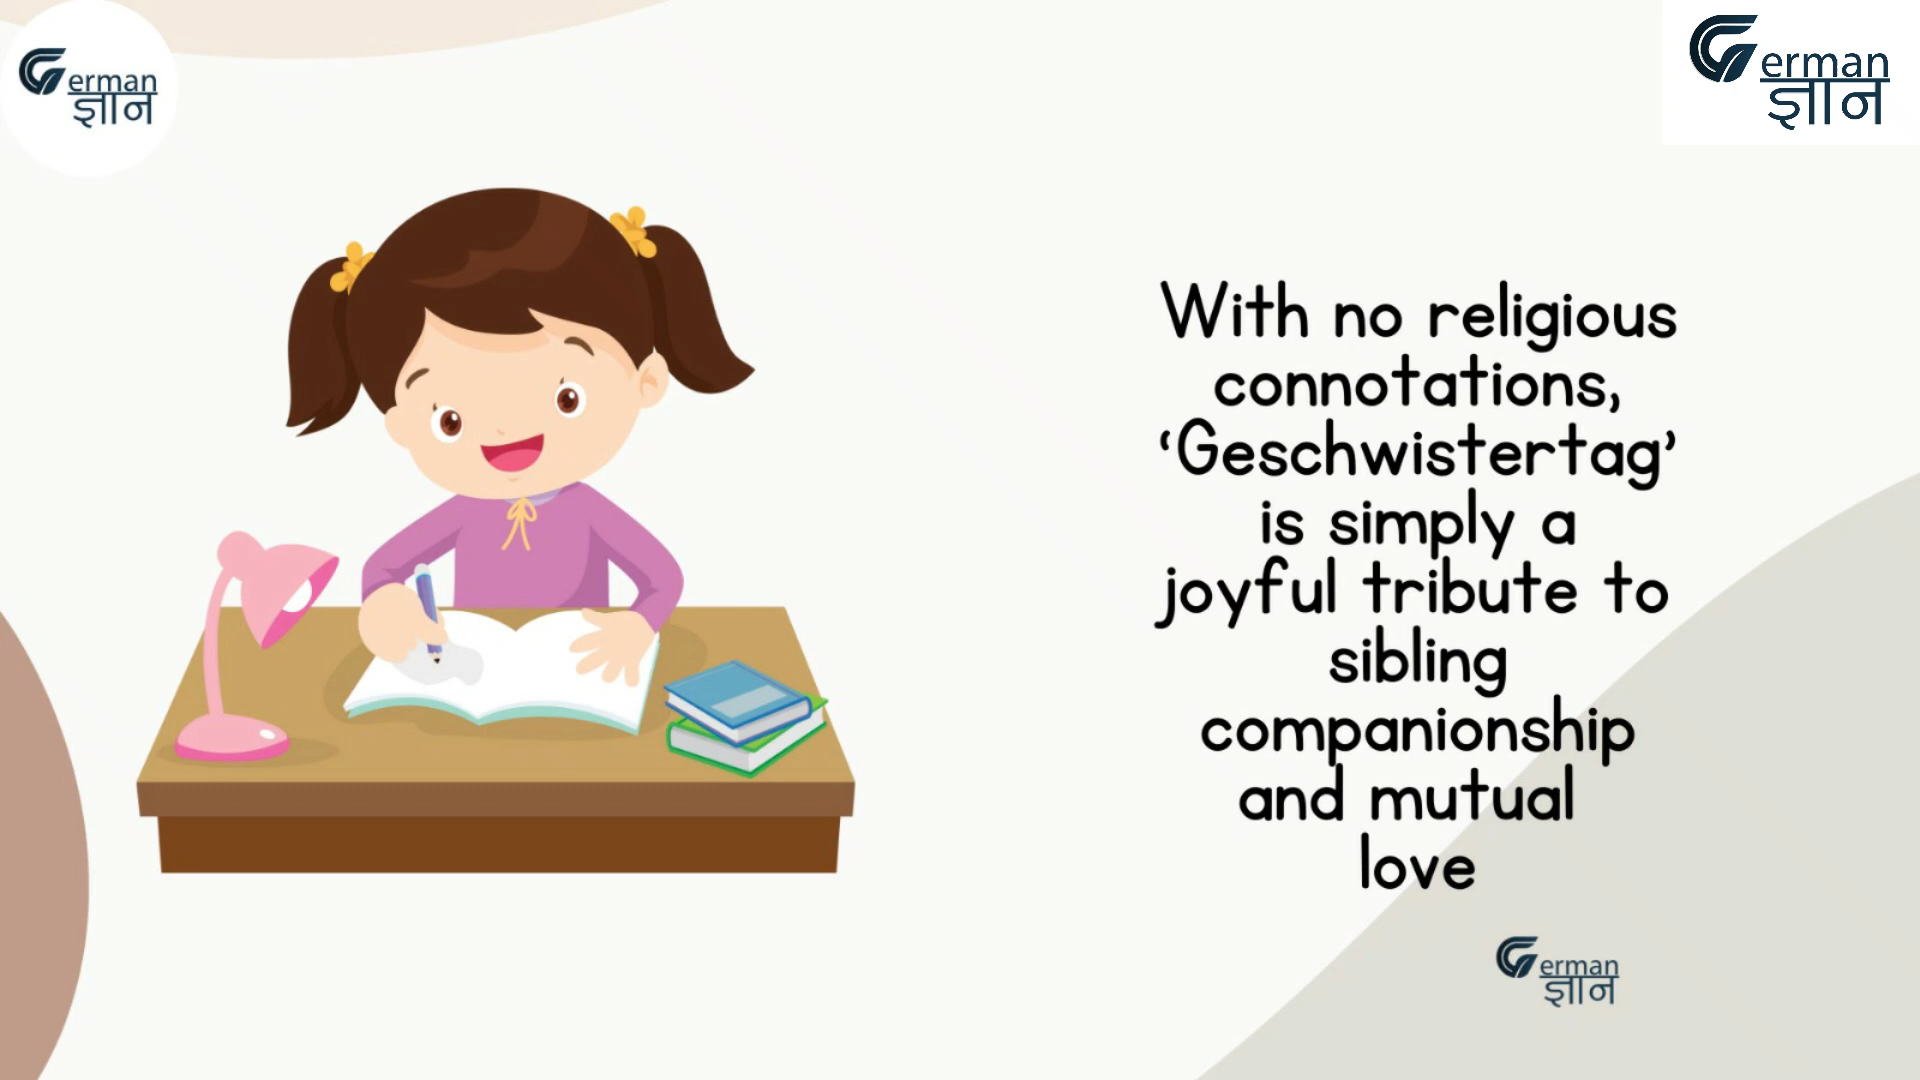 German
ज्ञान
German
ज्ञान
With no religious
connotations,
‘Geschwistertag’
is simply a
joyful tribute to
sibling
companionship
and mutual
love
German
ज्ञान